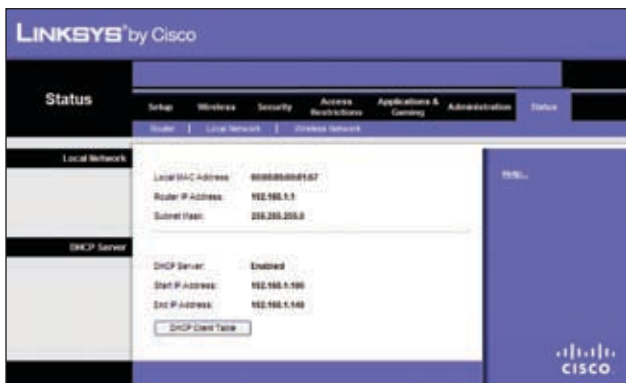 LINKSYS® by Cisco
Status
Setup Wireless Security Access Restrictions Applications & Gaming Administration Status
Router | Local Network | Wireless Network
Local Network
Local MAC Address:
Router IP Address: 192.168.1.1
Subnet Mask: 255.255.255.0
Help...
DHCP Server
DHCP Server: Enabled
Start IP Address: 192.168.1.100
End IP Address: 192.168.1.149
DHCP Client Table
CISCO